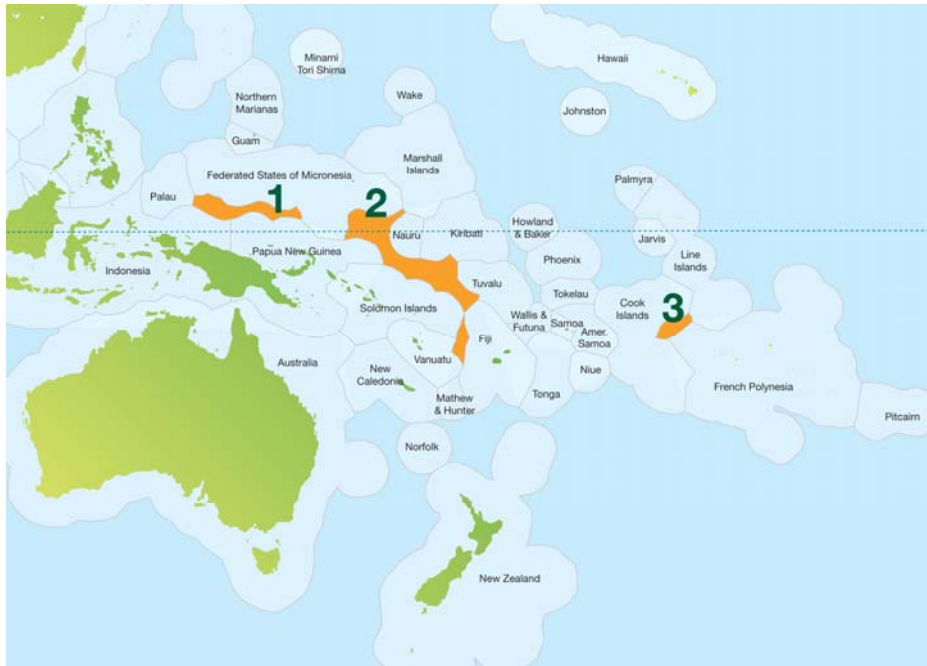 Minami
Tori Shima
Hawaii
Northern
Marianas
Wake
Johnston
Guam
Marshall
Islands
Federated States of Micronesia
Palau
1
2
Palmyra
Howland
& Baker
Nauru
Kiribati
Jarvis
Papua New Guinea
Line
Islands
Indonesia
Phoenix
Tuvalu
Tokelau
Cook
Islands
3
Solomon Islands
Wallis &
Futuna
Samoa
Amer.
Samoa
Fiji
Vanuatu
Australia
New
Caledonia
Niue
French Polynesia
Mathew
& Hunter
Tonga
Pitcairn
Norfolk
New Zealand